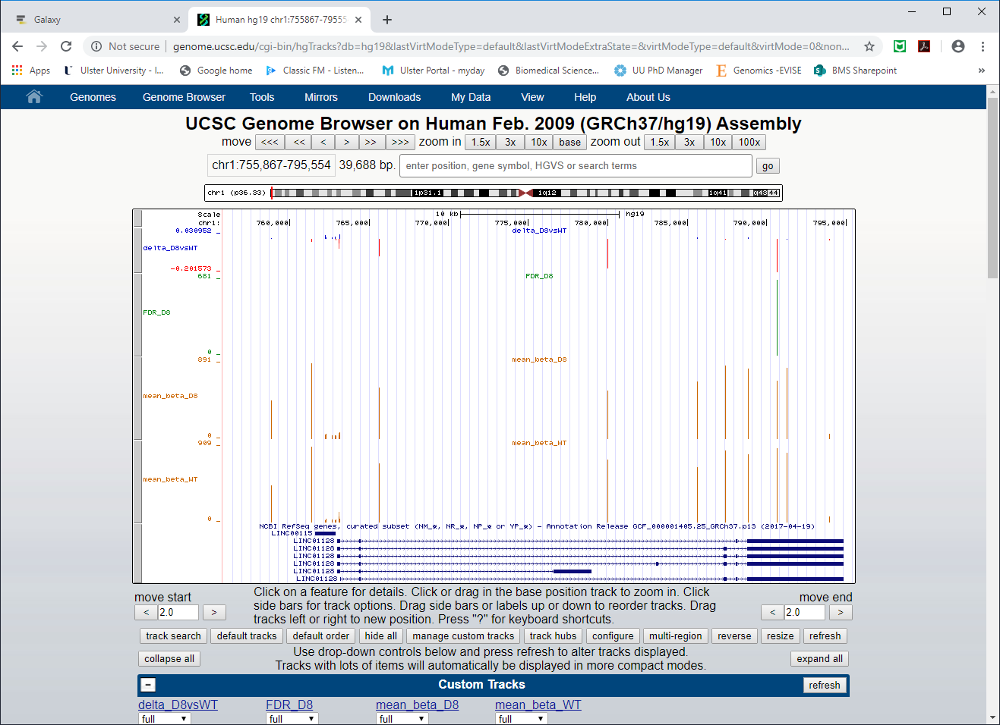 Galaxy
Human hg19 chr1:755867-79555
Not secure genome.ucsc.edu/cgi-bin/hgTracks?db=hg19&lastVirtModeType=default&lastVirtModeExtraState=&virtModeType=default&virtMode=0&non...
Apps Ulster University - I... Google home Classic FM - Listen... Ulster Portal - myday Biomedical Science... UU PhD Manager Genomics -EVISE BMS Sharepoint »
Genomes Genome Browser Tools Mirrors Downloads My Data View Help About Us
UCSC Genome Browser on Human Feb. 2009 (GRCh37/hg19) Assembly
move <<< << < > >> >>> zoom in 1.5x 3x 10x base zoom out 1.5x 3x 10x 100x
chr1:755,867-795,554 39,688 bp. enter position, gene symbol, HGVS or search terms go
chr1 (p36.33) 1p31.1 1q12 1q41 q43 44
Scale 10 kb hg19
chr1: 760,000 765,000 770,000 775,000 780,000 785,000 790,000 795,000
0.030952 delta_D8vsWT
delta_D8vsWT
-0.201573
681 FDR_D8
FDR_D8
0
891 mean_beta_D8
mean_beta_D8
0
909 mean_beta_WT
mean_beta_WT
0
NCBI RefSeq genes, curated subset (NM_*, NR_*, NP_* or YP_*) - Annotation Release GCF_000001405.25_GRCh37.p13 (2017-04-19)
LINC00115
LINC01128
LINC01128
LINC01128
LINC01128
LINC01128
LINC01128
move start Click on a feature for details. Click or drag in the base position track to zoom in. Click move end
< 2.0 > side bars for track options. Drag side bars or labels up or down to reorder tracks. Drag < 2.0 >
tracks left or right to new position. Press "?" for keyboard shortcuts.
track search default tracks default order hide all manage custom tracks track hubs configure multi-region reverse resize refresh
collapse all Use drop-down controls below and press refresh to alter tracks displayed. expand all
Tracks with lots of items will automatically be displayed in more compact modes.
- Custom Tracks refresh
delta_D8vsWT FDR_D8 mean_beta_D8 mean_beta_WT
full full full full